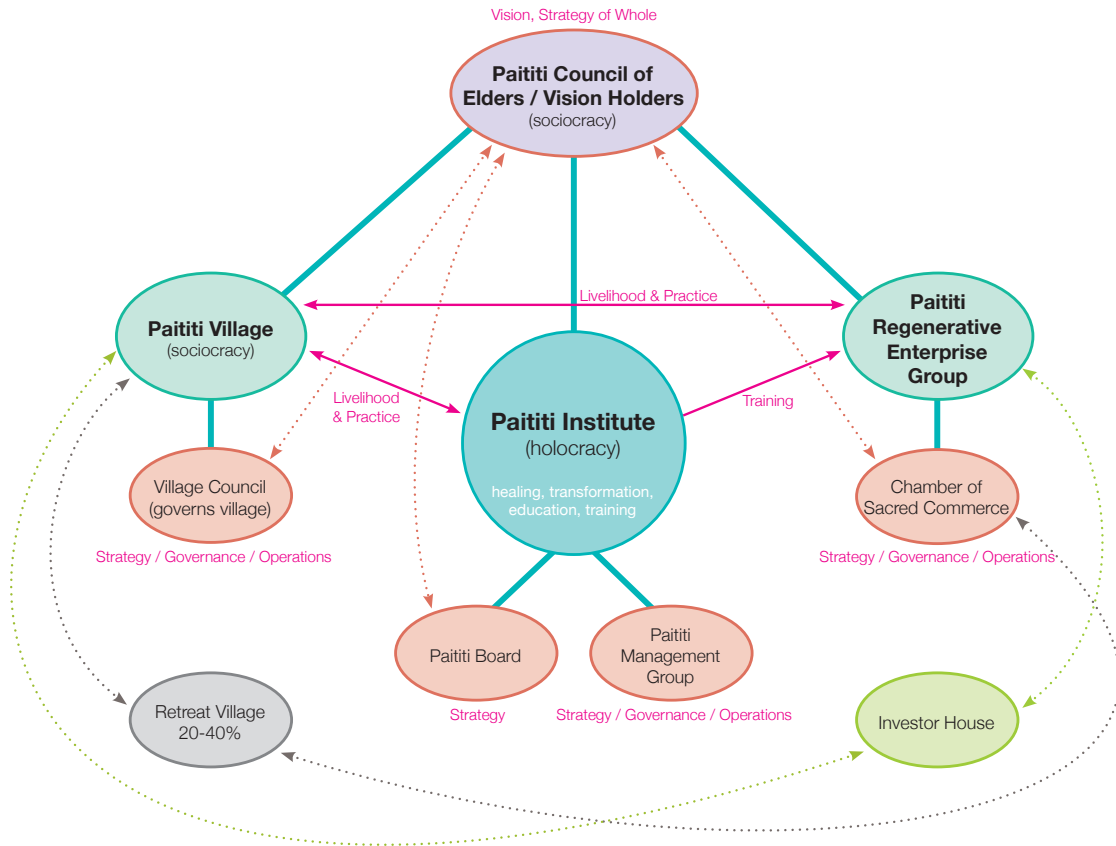 Vision, Strategy of Whole
Paititi Council of
Elders / Vision Holders
(sociocracy)
Livelihood & Practice
Paititi Village
(sociocracy)
Paititi
Regenerative
Enterprise
Group
Livelihood
& Practice
Training
Paititi Institute
(holocracy)
healing, transformation,
education, training
Village Council
(governs village)
Strategy / Governance / Operations
Chamber of
Sacred Commerce
Strategy / Governance / Operations
Paititi Board
Strategy
Paititi
Management
Group
Strategy / Governance / Operations
Retreat Village
20-40%
Investor House